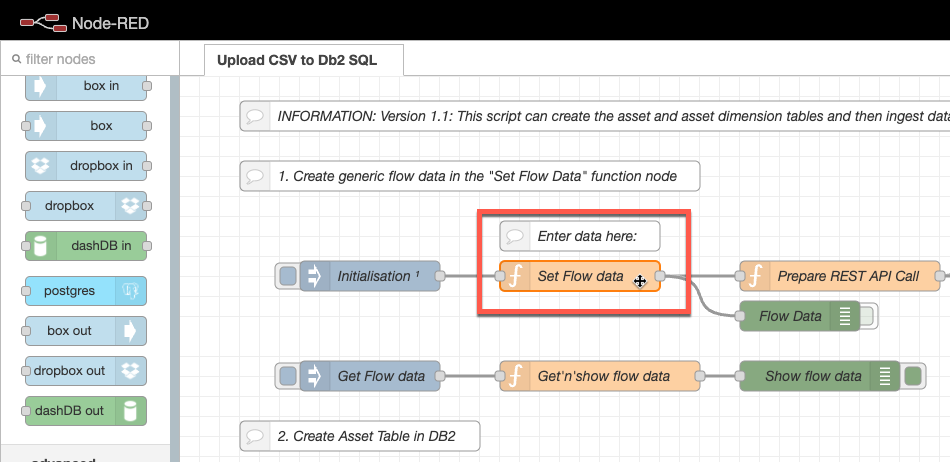 Node-RED
filter nodes
Upload CSV to Db2 SQL
box in
box
dropbox in
dropbox
dashDB in
postgres
box out
dropbox out
dashDB out
INFORMATION: Version 1.1: This script can create the asset and asset dimension tables and then ingest data
1. Create generic flow data in the "Set Flow Data" function node
Enter data here:
Initialisation ¹
Set Flow data
Prepare REST API Call
Flow Data
Get Flow data
Get'n'show flow data
Show flow data
2. Create Asset Table in DB2